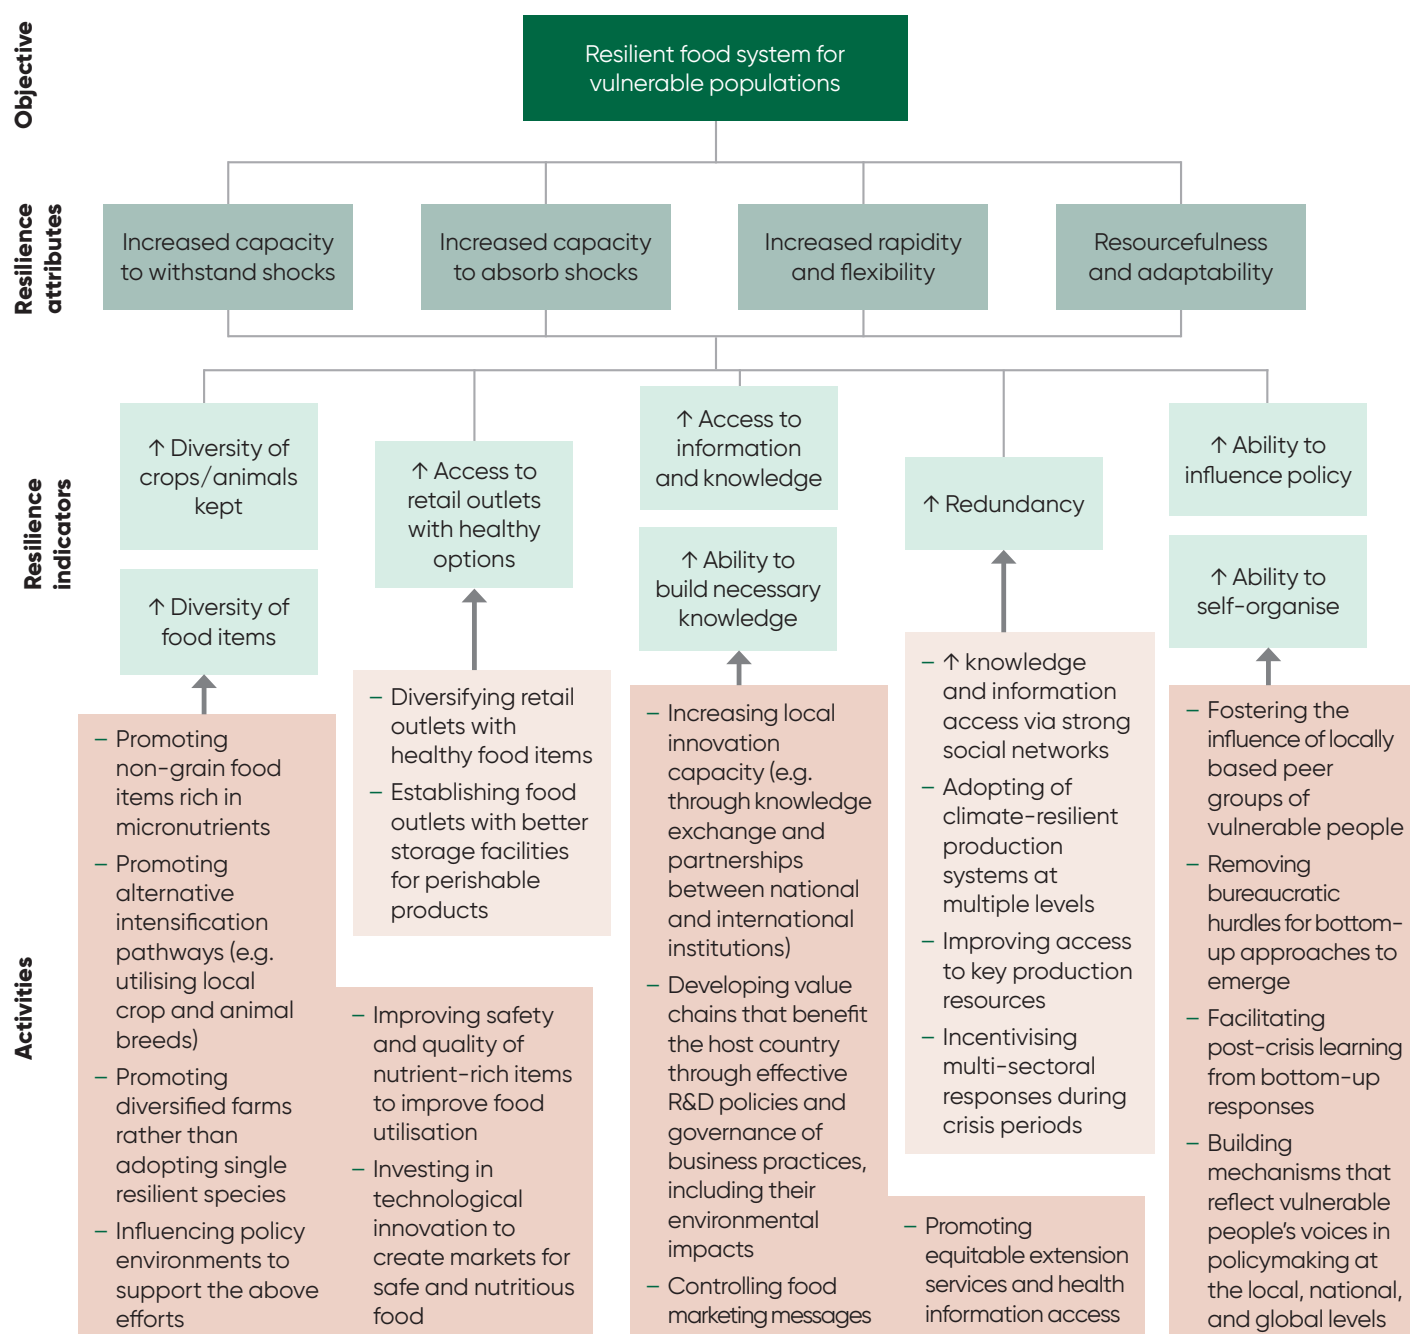 Objective
Resilient food system for
vulnerable populations
Resilience
attributes
Increased capacity
to withstand shocks
Increased capacity
to absorb shocks
Increased rapidity
and flexibility
Resourcefulness
and adaptability
Resilience
indicators
↑ Diversity of
crops/animals
kept
↑ Diversity of
food items
↑ Access to
retail outlets
with healthy
options
↑ Access to
information
and knowledge
↑ Ability to
build necessary
knowledge
↑ Redundancy
↑ Ability to
influence policy
↑ Ability to
self-organise
Activities
– Promoting
non-grain food
items rich in
micronutrients
– Promoting
alternative
intensification
pathways (e.g.
utilising local
crop and animal
breeds)
– Promoting
diversified farms
rather than
adopting single
resilient species
– Influencing policy
environments to
support the above
efforts
– Improving safety
and quality of
nutrient-rich items
to improve food
utilisation
– Investing in
technological
innovation to
create markets for
safe and nutritious
food
– Diversifying retail
outlets with
healthy food items
– Establishing food
outlets with better
storage facilities
for perishable
products
– Increasing local
innovation
capacity (e.g.
through knowledge
exchange and
partnerships
between national
and international
institutions)
– Developing value
chains that benefit
the host country
through effective
R&D policies and
governance of
business practices,
including their
environmental
impacts
– Controlling food
marketing messages
– Promoting
equitable extension
services and health
information access
– ↑ knowledge
and information
access via strong
social networks
– Adopting of
climate-resilient
production
systems at
multiple levels
– Improving access
to key production
resources
– Incentivising
multi-sectoral
responses during
crisis periods
– Fostering the
influence of locally
based peer
groups of
vulnerable people
– Removing
bureaucratic
hurdles for bottom-
up approaches to
emerge
– Facilitating
post-crisis learning
from bottom-up
responses
– Building
mechanisms that
reflect vulnerable
people's voices in
policymaking at
the local, national,
and global levels